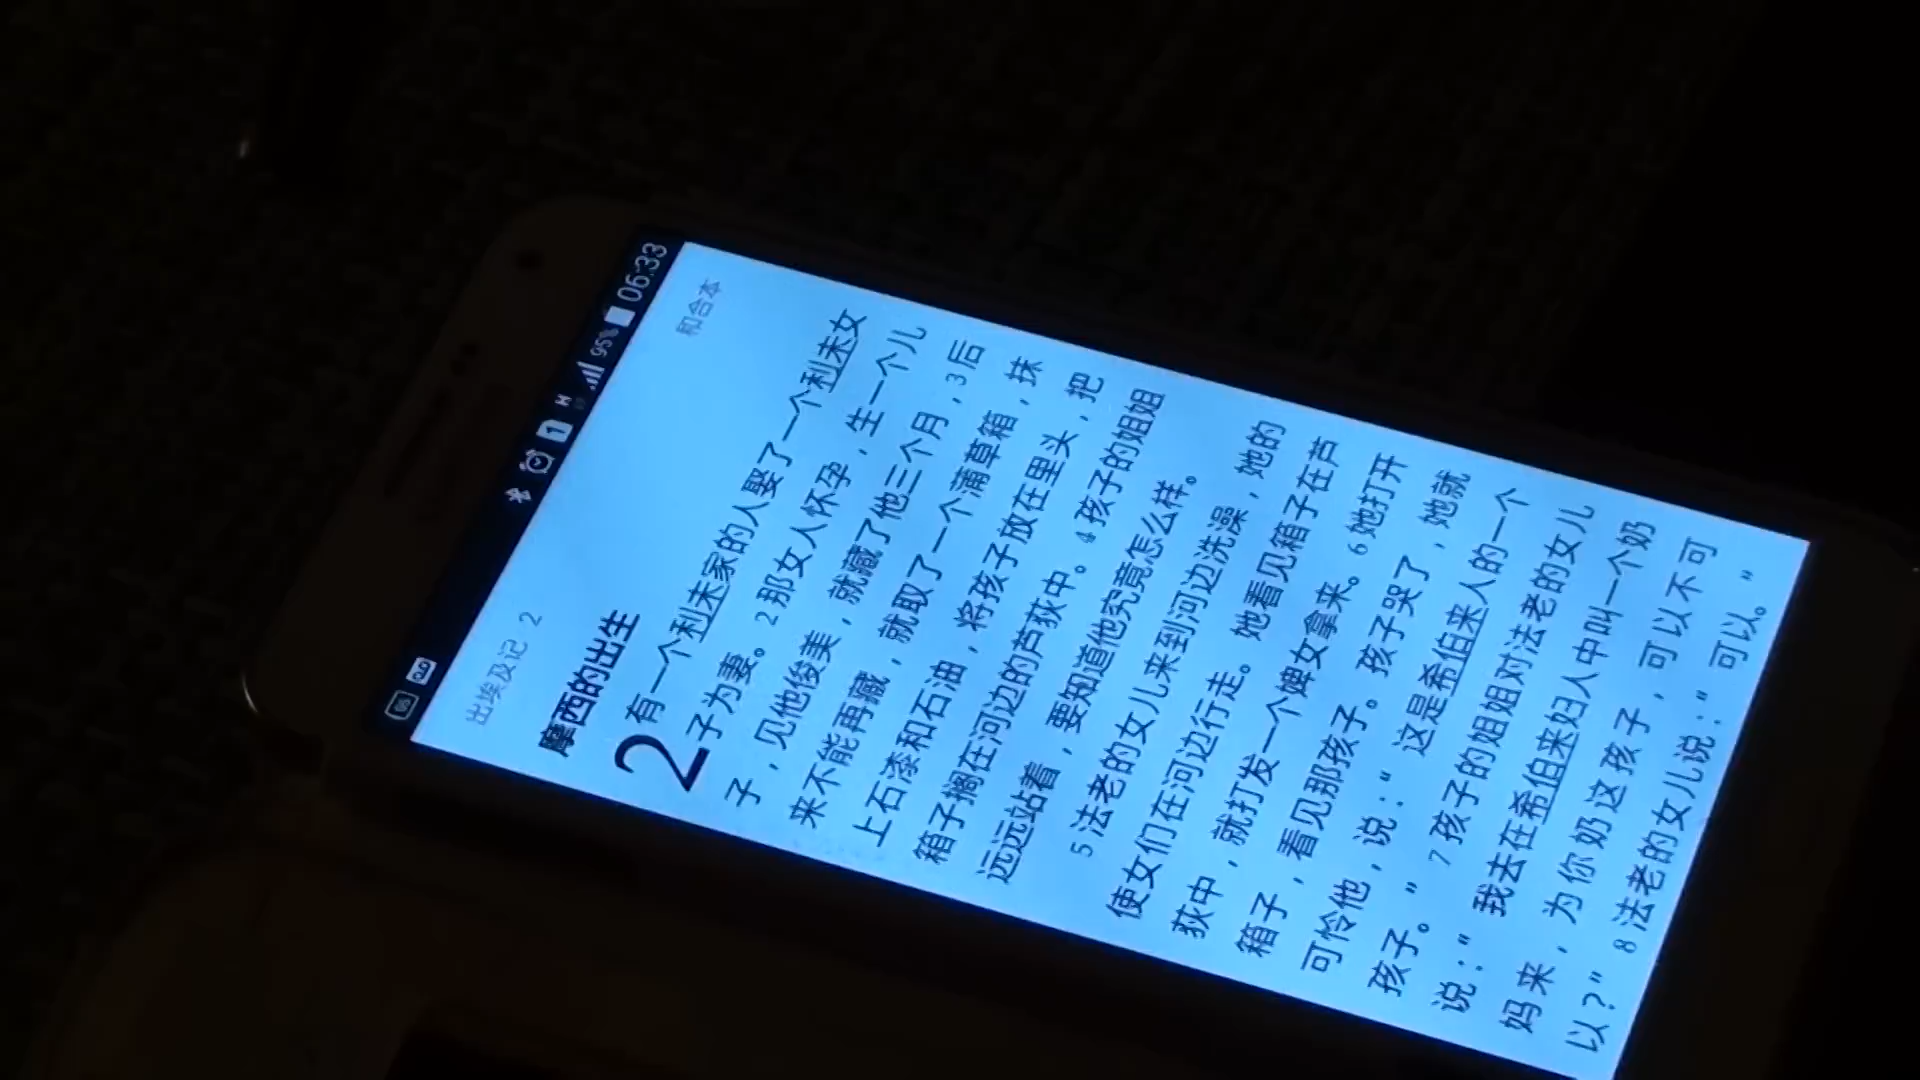 95% 06:33
出埃及记 2 和合本
摩西的出生
2 有一个利未家的人娶了一个利未女
子为妻。2 那女人怀孕，生一个儿
子，见他俊美，就藏了他三个月，3 后
来不能再藏，就取了一个蒲草箱，抹
上石漆和石油，将孩子放在里头，把
箱子搁在河边的芦荻中。4 孩子的姐姐
远远站着，要知道他究竟怎么样。
5 法老的女儿来到河边洗澡，她的
使女们在河边行走。她看见箱子在芦
荻中，就打发一个婢女拿来。6 她打开
箱子，看见那孩子。孩子哭了，她就
可怜他，说：“这是希伯来人的一个
孩子。” 7 孩子的姐姐对法老的女儿
说：“我去在希伯来妇人中叫一个奶
妈来，为你奶这孩子，可以不可
以？” 8 法老的女儿说：“可以。”